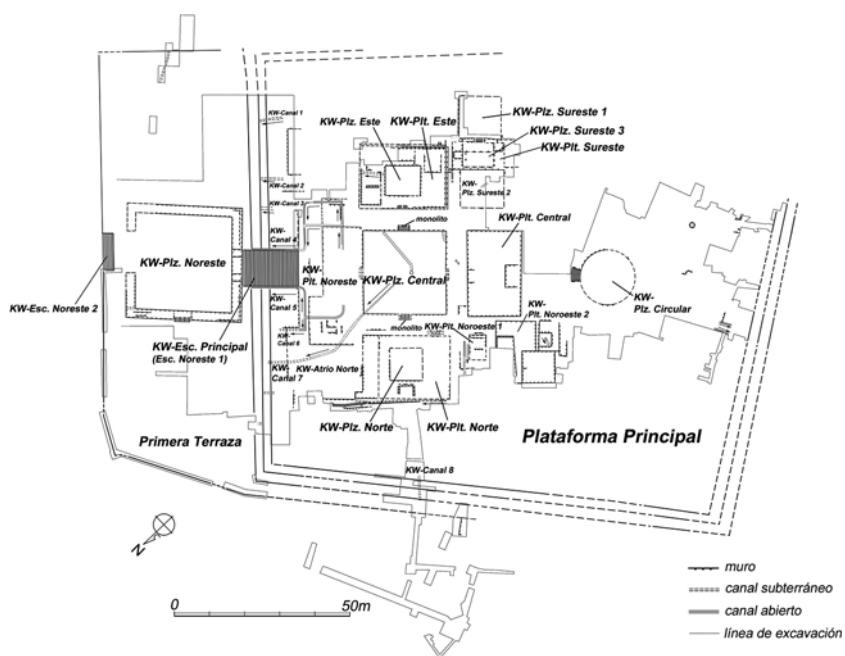 KW-Canal 1
KW-Plz. Este
KW-Plt. Este
KW-Plz. Sureste 1
KW-Plz. Sureste 3
KW-Plt. Sureste
KW-Canal 2
KW-
Plz. Sureste 2
KW-Canal 3
monolito
KW-Plt. Central
KW-
Canal 4
KW-Plz. Noreste
KW-
Plt. Noreste
KW-Plz. Central
KW-Esc. Noreste 2
KW-
Canal 5
KW-
Plz. Circular
KW-
Plt. Noroeste 2
monolito
KW-Plt. Noroeste 1
KW-Esc. Principal
(Esc. Noreste 1)
KW-
Canal 6
KW-
Canal 7
KW-Atrio Norte
KW-Plz. Norte
KW-Plt. Norte
Primera Terraza
Plataforma Principal
KW-Canal 8
N
0
50m
muro
canal subterráneo
canal abierto
línea de excavación